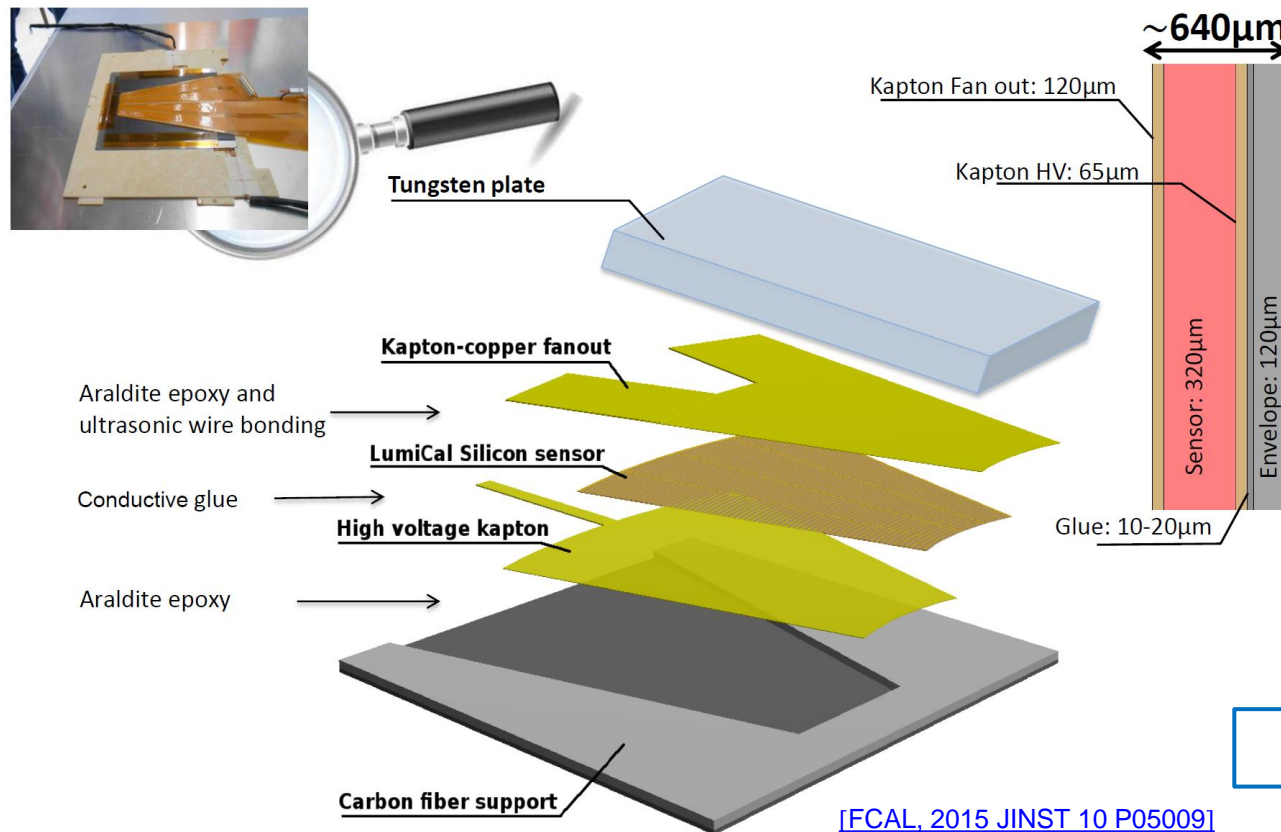 ~640µm
Kapton Fan out: 120µm
Kapton HV: 65µm
Tungsten plate
Kapton-copper fanout
Araldite epoxy and
ultrasonic wire bonding
LumiCal Silicon sensor
Conductive glue
High voltage kapton
Sensor: 320µm
Envelope: 120µm
Glue: 10-20µm
Araldite epoxy
Carbon fiber support
[FCAL, 2015 JINST 10 P05009]